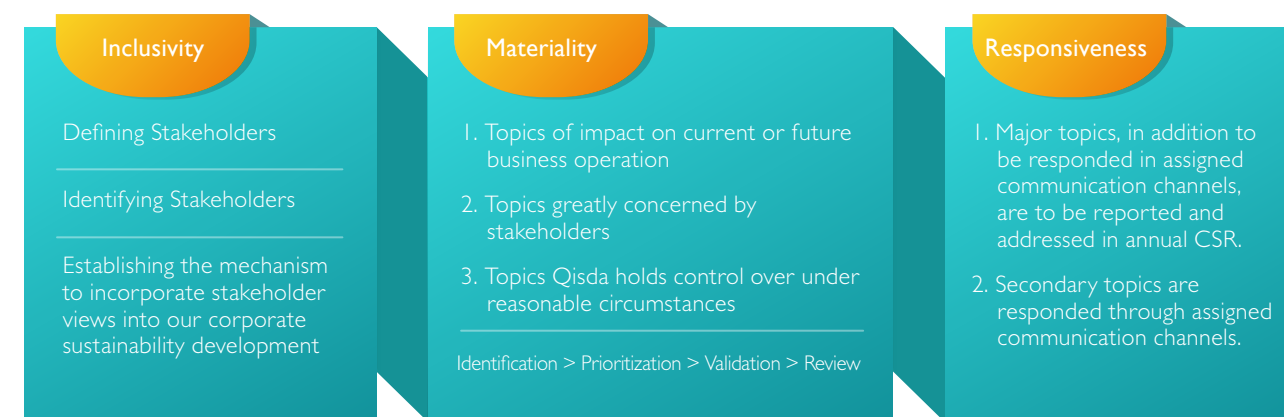 Inclusivity
Defining Stakeholders
Identifying Stakeholders
Establishing the mechanism
to incorporate stakeholder
views into our corporate
sustainability development
Materiality
1. Topics of impact on current or future
business operation
2. Topics greatly concerned by
stakeholders
3. Topics Qisda holds control over under
reasonable circumstances
Identification > Prioritization > Validation > Review
Responsiveness
1. Major topics, in addition to
be responded in assigned
communication channels,
are to be reported and
addressed in annual CSR.
2. Secondary topics are
responded through assigned
communication channels.